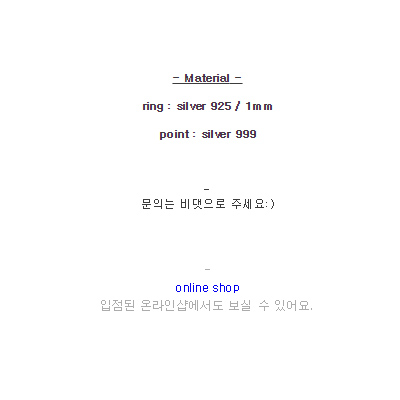 - Material -
ring : silver 925 / 1mm
point : silver 999
-
문의는 비댓으로 주세요:)
-
online shop
입점된 온라인샵에서도 보실 수 있어요.